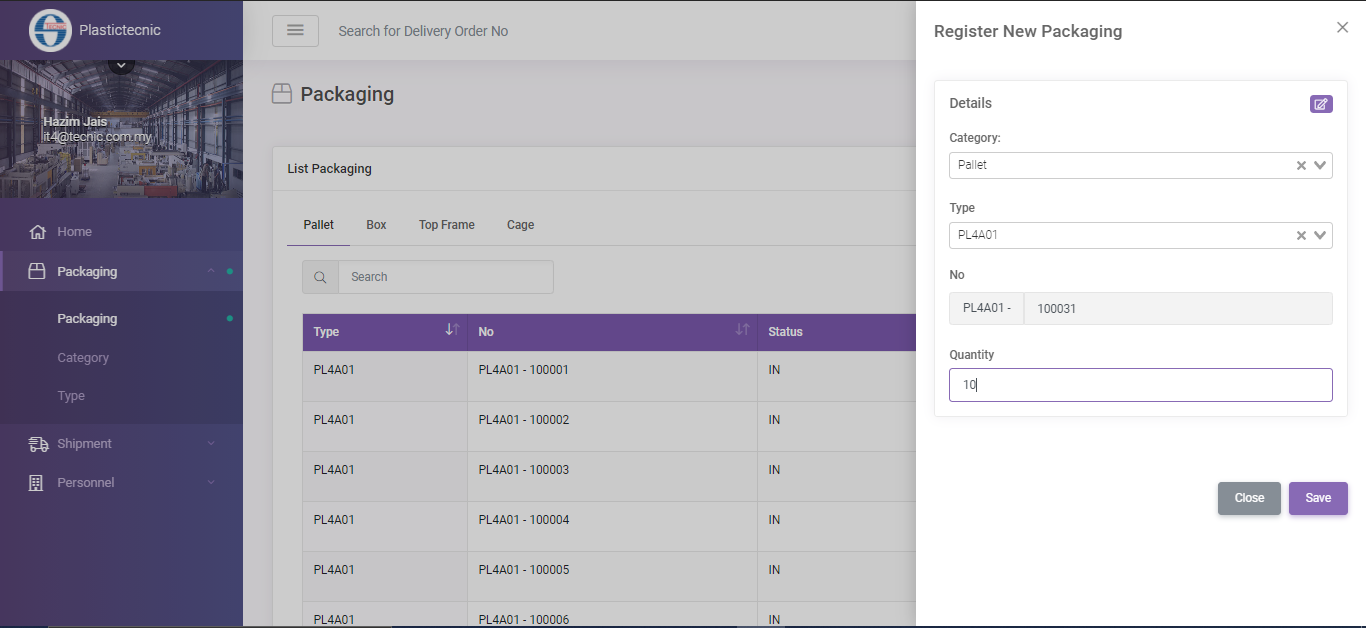 Plastictecnic
Hazim Jais
it4@tecnic.com.my
Home
Packaging
Packaging
Category
Type
Shipment
Personnel
Search for Delivery Order No
Packaging
List Packaging
Pallet Box Top Frame Cage
Search
Type No Status
PL4A01 PL4A01 - 100001 IN
PL4A01 PL4A01 - 100002 IN
PL4A01 PL4A01 - 100003 IN
PL4A01 PL4A01 - 100004 IN
PL4A01 PL4A01 - 100005 IN
PL4A01 PL4A01 - 100006 IN
Register New Packaging
Details
Category:
Pallet
Type
PL4A01
No
PL4A01 - 100031
Quantity
10
Close Save